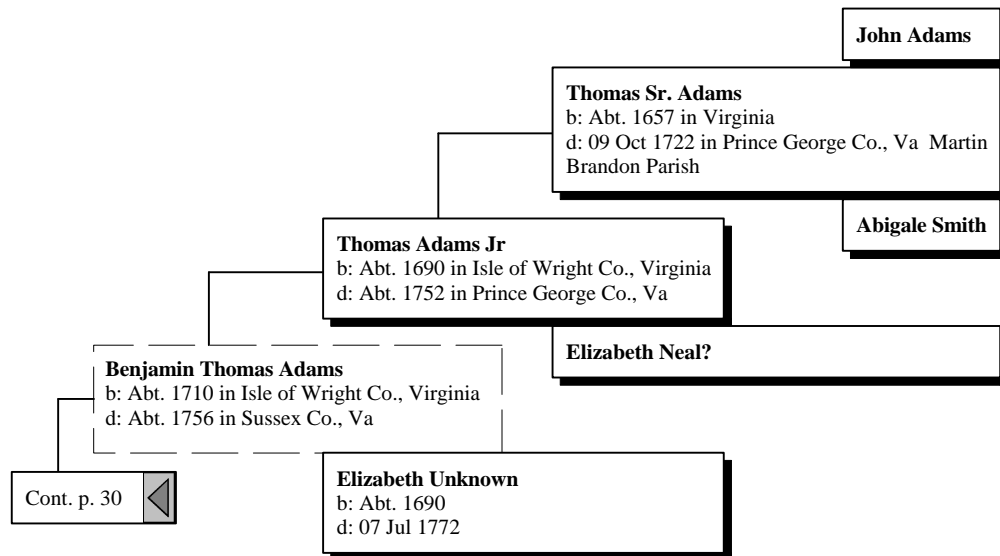 John Adams
Thomas Sr. Adams
b: Abt. 1657 in Virginia
d: 09 Oct 1722 in Prince George Co., Va  Martin
Brandon Parish
Abigale Smith
Thomas Adams Jr
b: Abt. 1690 in Isle of Wright Co., Virginia
d: Abt. 1752 in Prince George Co., Va
Elizabeth Neal?
Benjamin Thomas Adams
b: Abt. 1710 in Isle of Wright Co., Virginia
d: Abt. 1756 in Sussex Co., Va
Cont. p. 30
Elizabeth Unknown
b: Abt. 1690
d: 07 Jul 1772